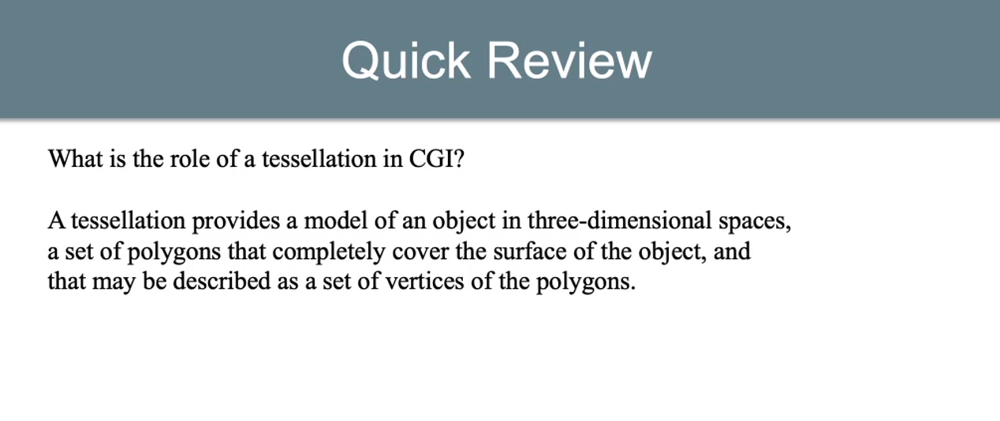 Quick Review
What is the role of a tessellation in CGI?
A tessellation provides a model of an object in three-dimensional spaces,
a set of polygons that completely cover the surface of the object, and
that may be described as a set of vertices of the polygons.